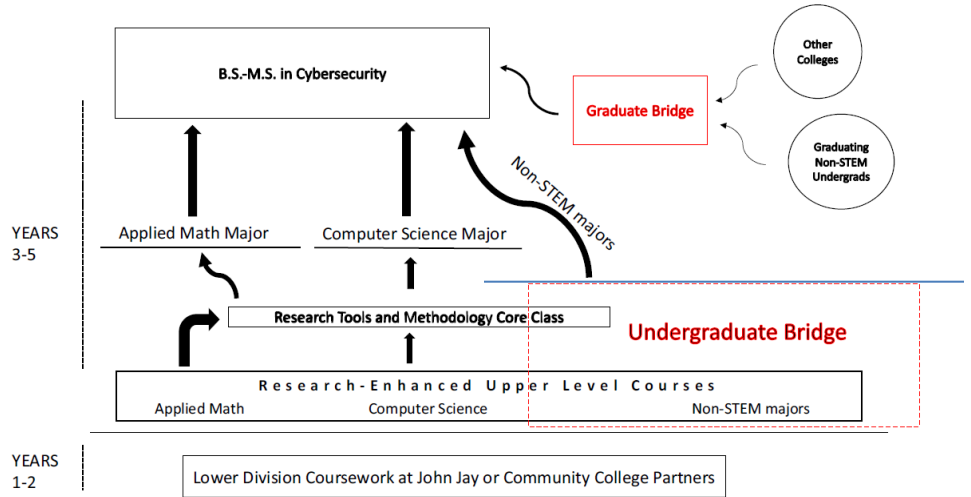 B.S.-M.S. in Cybersecurity
Other
Colleges
Graduate Bridge
Graduating
Non-STEM
Undergrads
Non-STEM majors
YEARS
3-5
Applied Math Major
Computer Science Major
Research Tools and Methodology Core Class
Undergraduate Bridge
Research-Enhanced Upper Level Courses
Applied Math
Computer Science
Non-STEM majors
YEARS
1-2
Lower Division Coursework at John Jay or Community College Partners